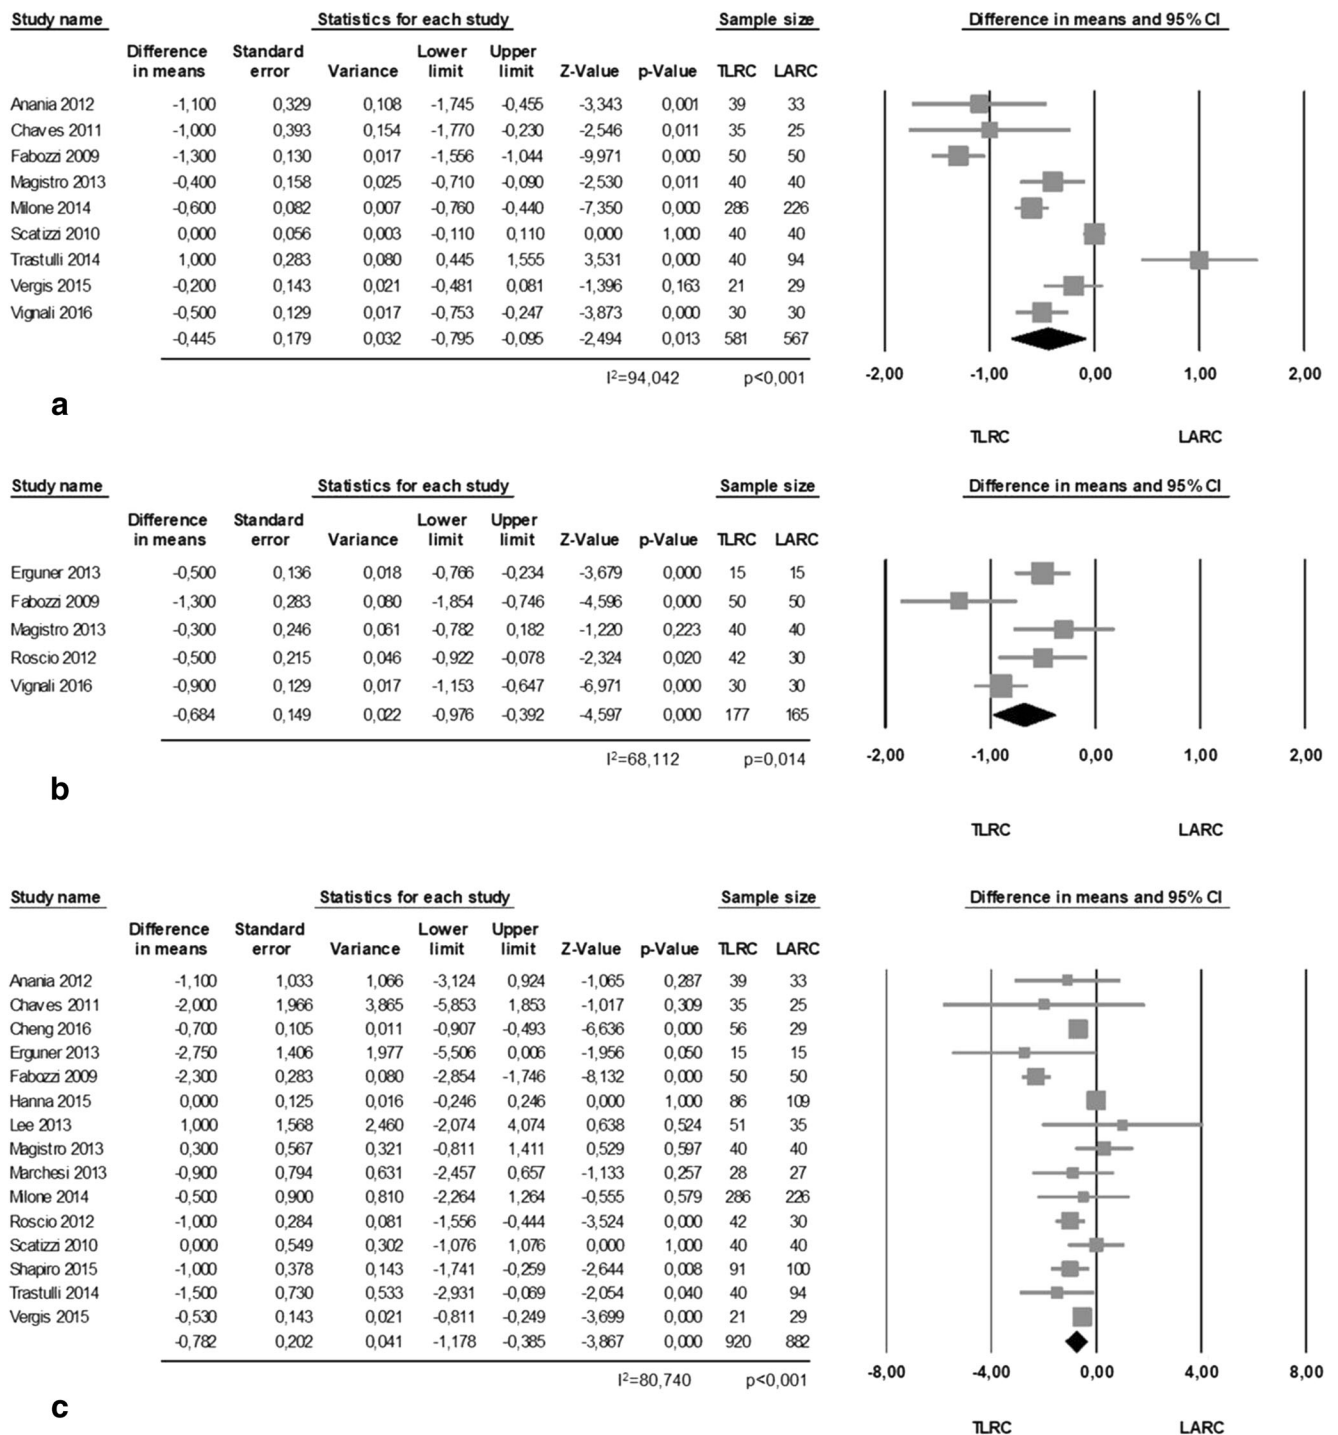 Study name Statistics for each study Sample size Difference in means and 95% CI
Difference in means Standard error Variance Lower limit Upper limit Z-Value p-Value TLRC LARC
Anania 2012 -1,100 0,329 0,108 -1,745 -0,455 -3,343 0,001 39 33
Chaves 2011 -1,000 0,393 0,154 -1,770 -0,230 -2,546 0,011 35 25
Fabozzi 2009 -1,300 0,130 0,017 -1,556 -1,044 -9,971 0,000 50 50
Magistro 2013 -0,400 0,158 0,025 -0,710 -0,090 -2,530 0,011 40 40
Milone 2014 -0,600 0,082 0,007 -0,760 -0,440 -7,350 0,000 286 226
Scatizzi 2010 0,000 0,056 0,003 -0,110 0,110 0,000 1,000 40 40
Trastulli 2014 1,000 0,283 0,080 0,445 1,555 3,531 0,000 40 94
Vergis 2015 -0,200 0,143 0,021 -0,481 0,081 -1,396 0,163 21 29
Vignali 2016 -0,500 0,129 0,017 -0,753 -0,247 -3,873 0,000 30 30
-0,445 0,179 0,032 -0,795 -0,095 -2,494 0,013 581 567
I²=94,042 p<0,001
-2,00 -1,00 0,00 1,00 2,00
a
TLRC LARC
Study name Statistics for each study Sample size Difference in means and 95% CI
Difference in means Standard error Variance Lower limit Upper limit Z-Value p-Value TLRC LARC
Erguner 2013 -0,500 0,136 0,018 -0,766 -0,234 -3,679 0,000 15 15
Fabozzi 2009 -1,300 0,283 0,080 -1,854 -0,746 -4,596 0,000 50 50
Magistro 2013 -0,300 0,246 0,061 -0,782 0,182 -1,220 0,223 40 40
Roscio 2012 -0,500 0,215 0,046 -0,922 -0,078 -2,324 0,020 42 30
Vignali 2016 -0,900 0,129 0,017 -1,153 -0,647 -6,971 0,000 30 30
-0,684 0,149 0,022 -0,976 -0,392 -4,597 0,000 177 165
I²=68,112 p=0,014
-2,00 -1,00 0,00 1,00 2,00
b
TLRC LARC
Study name Statistics for each study Sample size Difference in means and 95% CI
Difference in means Standard error Variance Lower limit Upper limit Z-Value p-Value TLRC LARC
Anania 2012 -1,100 1,033 1,066 -3,124 0,924 -1,065 0,287 39 33
Chaves 2011 -2,000 1,966 3,865 -5,853 1,853 -1,017 0,309 35 25
Cheng 2016 -0,700 0,105 0,011 -0,907 -0,493 -6,636 0,000 56 29
Erguner 2013 -2,750 1,406 1,977 -5,506 0,006 -1,956 0,050 15 15
Fabozzi 2009 -2,300 0,283 0,080 -2,854 -1,746 -8,132 0,000 50 50
Hanna 2015 0,000 0,125 0,016 -0,246 0,246 0,000 1,000 86 109
Lee 2013 1,000 1,568 2,460 -2,074 4,074 0,638 0,524 51 35
Magistro 2013 0,300 0,567 0,321 -0,811 1,411 0,529 0,597 40 40
Marchesi 2013 -0,900 0,794 0,631 -2,457 0,657 -1,133 0,257 28 27
Milone 2014 -0,500 0,900 0,810 -2,264 1,264 -0,555 0,579 286 226
Roscio 2012 -1,000 0,284 0,081 -1,556 -0,444 -3,524 0,000 42 30
Scatizzi 2010 0,000 0,549 0,302 -1,076 1,076 0,000 1,000 40 40
Shapiro 2015 -1,000 0,378 0,143 -1,741 -0,259 -2,644 0,008 91 100
Trastulli 2014 -1,500 0,730 0,533 -2,931 -0,069 -2,054 0,040 40 94
Vergis 2015 -0,530 0,143 0,021 -0,811 -0,249 -3,699 0,000 21 29
-0,782 0,202 0,041 -1,178 -0,385 -3,867 0,000 920 882
I²=80,740 p<0,001
-8,00 -4,00 0,00 4,00 8,00
c
TLRC LARC